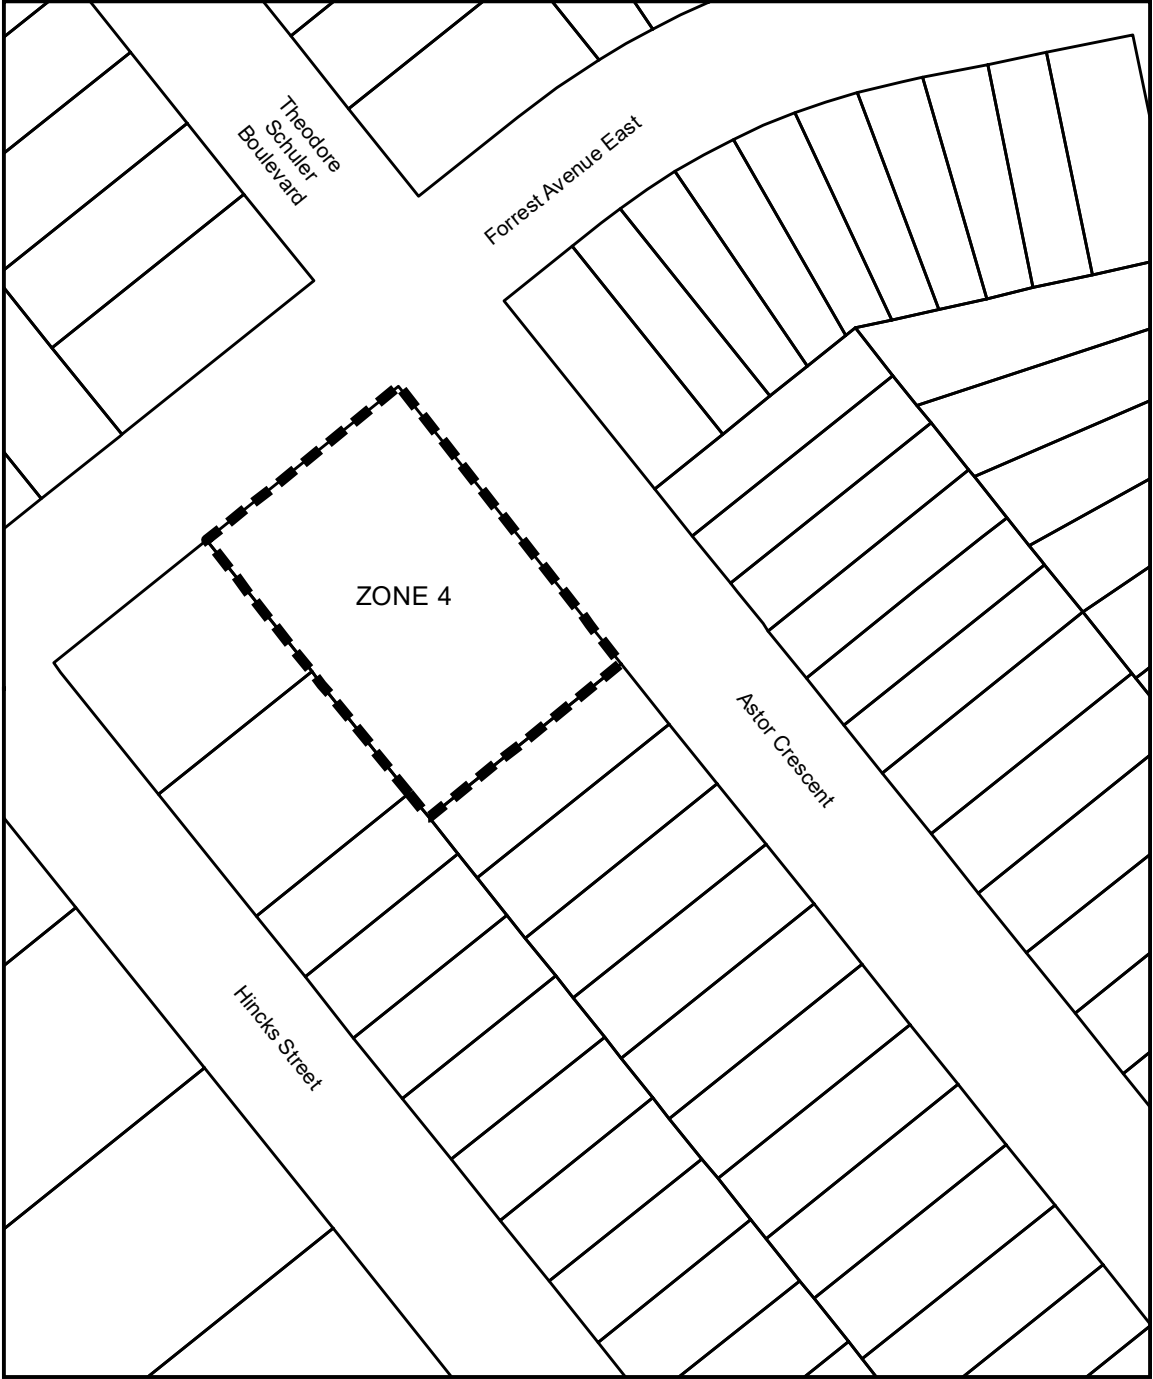 Theodore
Schuler
Boulevard
Forrest Avenue East
ZONE 4
Astor Crescent
Hincks Street